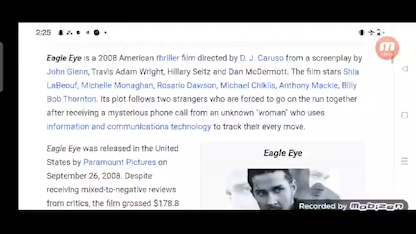 2:25
Eagle Eye is a 2008 American thriller film directed by D. J. Caruso from a screenplay by
John Glenn, Travis Adam Wright, Hillary Seitz and Dan McDermott. The film stars Shia
LaBeouf, Michelle Monaghan, Rosario Dawson, Michael Chiklis, Anthony Mackie, Billy
Bob Thornton. Its plot follows two strangers who are forced to go on the run together
after receiving a mysterious phone call from an unknown "woman" who uses
information and communications technology to track their every move.
Eagle Eye was released in the United
States by Paramount Pictures on
September 26, 2008. Despite
receiving mixed-to-negative reviews
from critics, the film grossed $178.8
Eagle Eye
Recorded by Mobizen